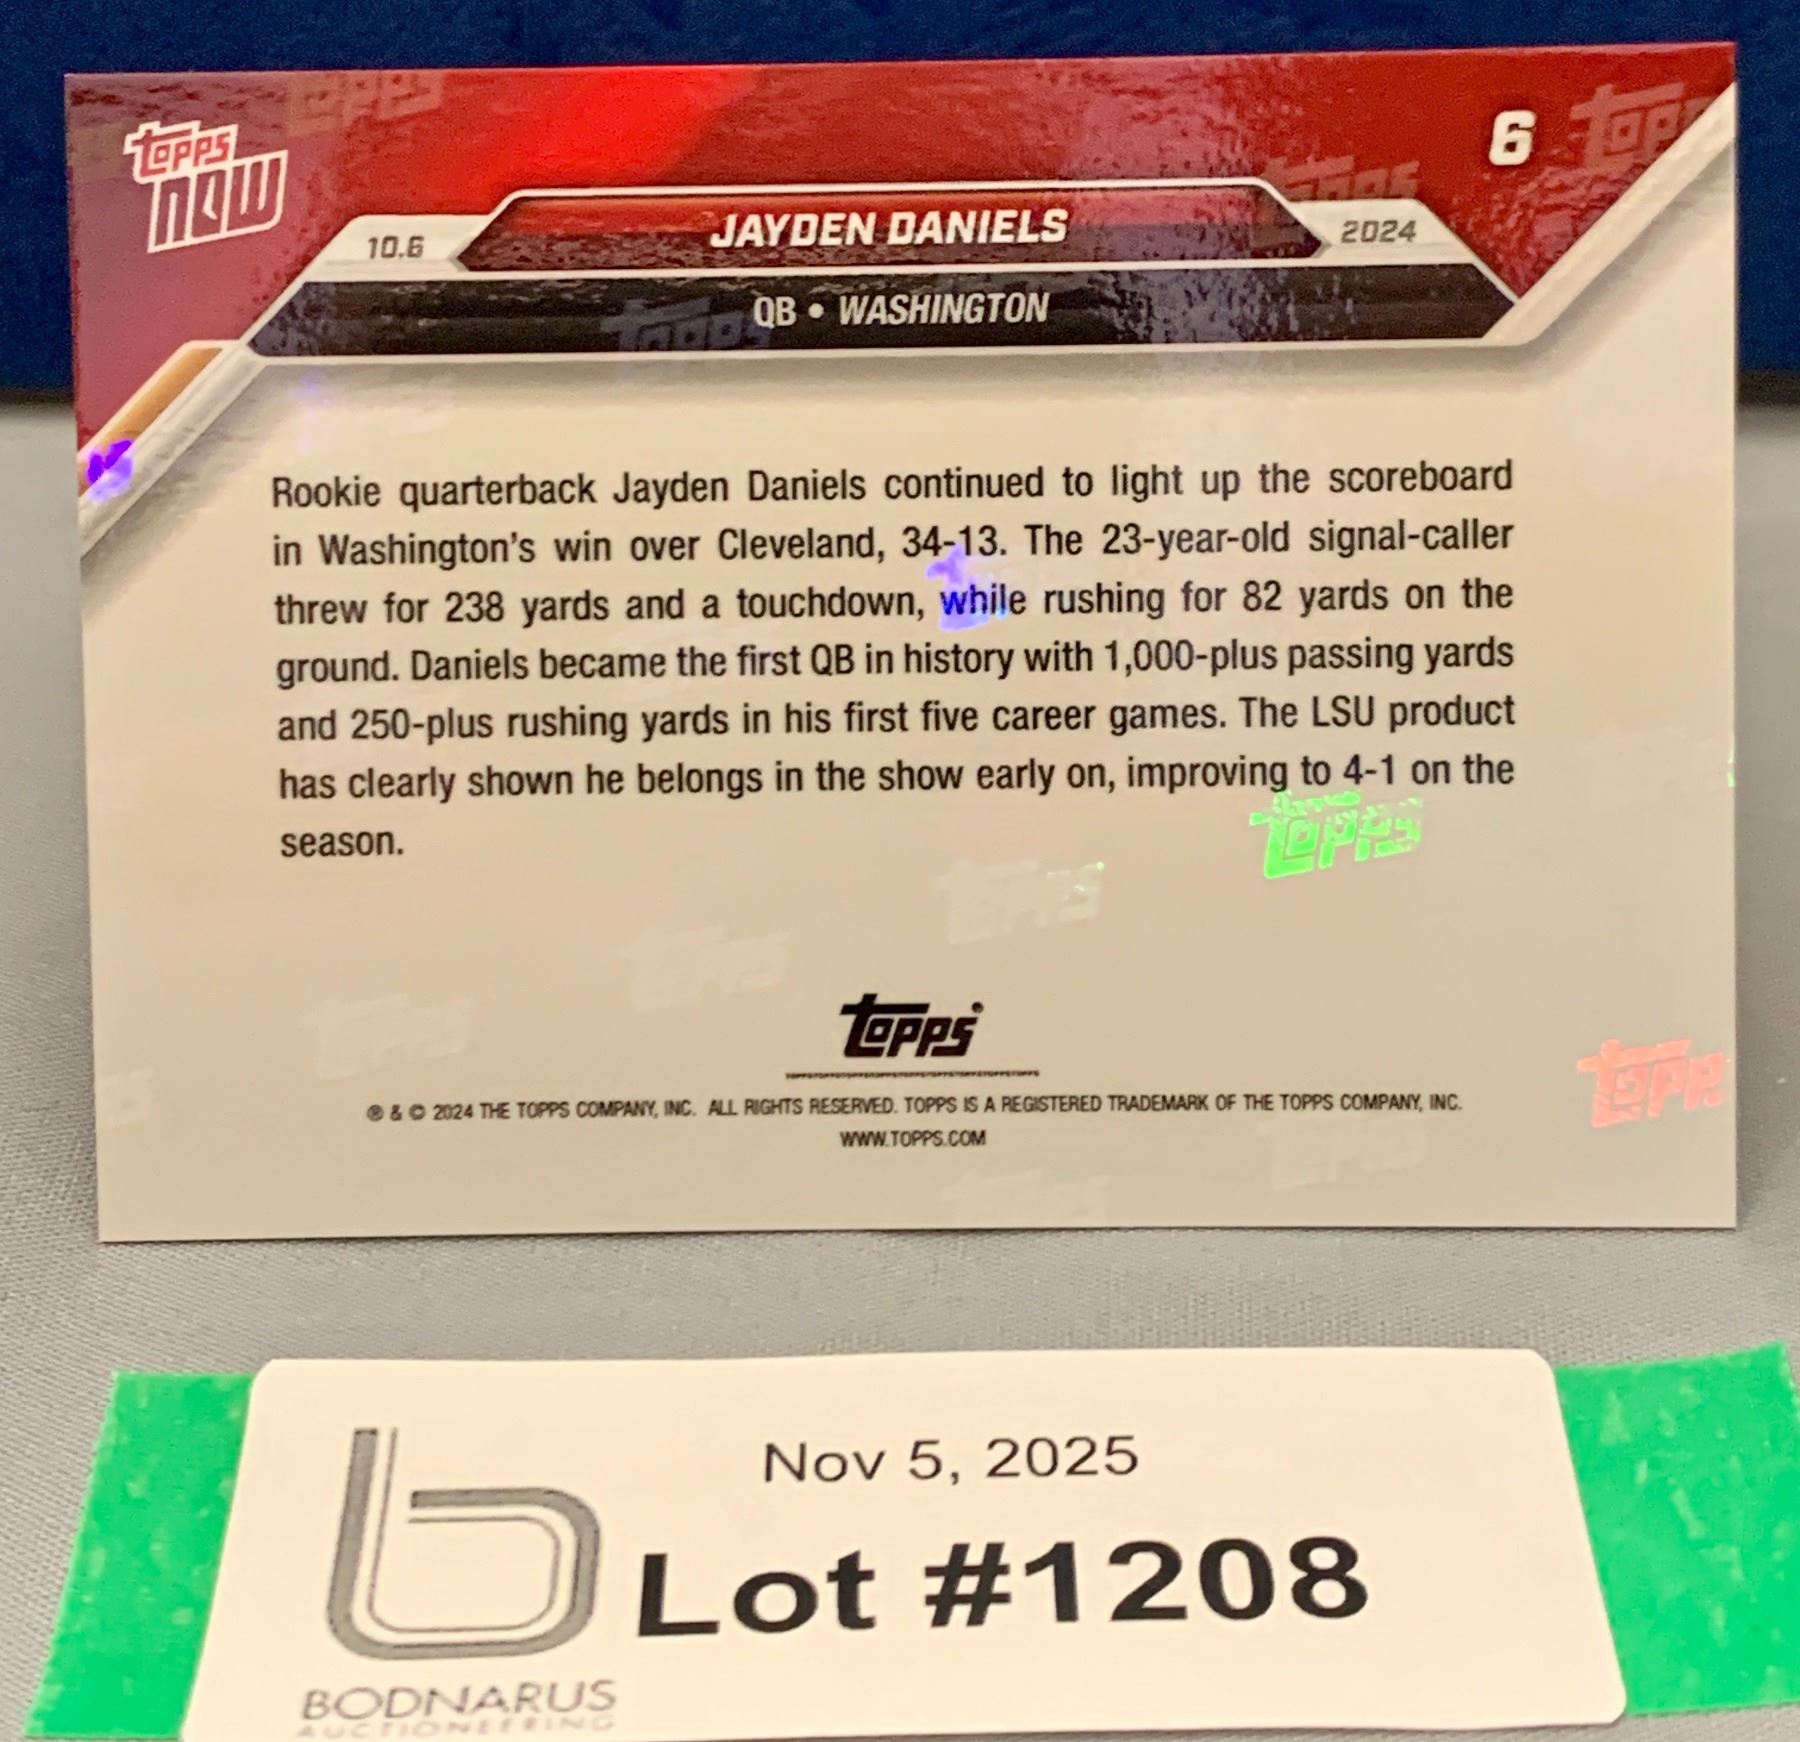 topps now
6
10.6
JAYDEN DANIELS
2024
QB • WASHINGTON
Rookie quarterback Jayden Daniels continued to light up the scoreboard
in Washington's win over Cleveland, 34-13. The 23-year-old signal-caller
threw for 238 yards and a touchdown, while rushing for 82 yards on the
ground. Daniels became the first QB in history with 1,000-plus passing yards
and 250-plus rushing yards in his first five career games. The LSU product
has clearly shown he belongs in the show early on, improving to 4-1 on the
season.
topps
® & © 2024 THE TOPPS COMPANY, INC. ALL RIGHTS RESERVED. TOPPS IS A REGISTERED TRADEMARK OF THE TOPPS COMPANY, INC.
WWW.TOPPS.COM
Nov 5, 2025
Lot #1208
BODNARUS
AUCTIONEERING